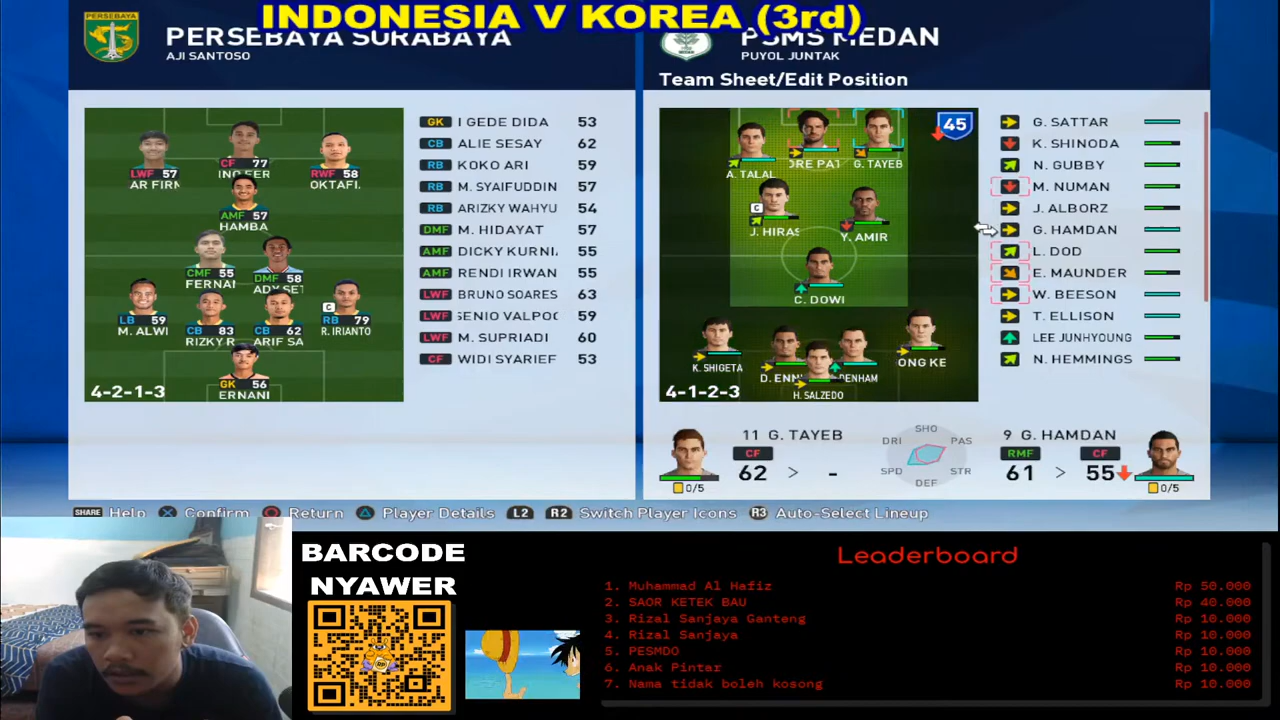 INDONESIA V KOREA (3rd)
PERSEBAYA
PERSEBAYA SURABAYA
AJI SANTOSO
PSMS MEDAN
PUYOL JUNTAK
Team Sheet/Edit Position
LWF 57
AR FIRM
CF 77
INO FER
RWF 58
OKTAFI.
AMF 57
HAMBA
CMF 55
FERNAI
DMF 58
ADY SET
LB 59
M. ALWI
CB 83
RIZKY R
CB 62
ARIF SA
C
RB 79
R. IRIANTO
GK 56
ERNANI
4-2-1-3
GK I GEDE DIDA 53
CB ALIE SESAY 62
RB KOKO ARI 59
RB M. SYAIFUDDIN 57
RB ARIZKY WAHYU 54
DMF M. HIDAYAT 57
AMF DICKY KURNI 55
AMF RENDI IRWAN 55
LWF BRUNO SOARES 63
LWF SENIO VALPO 59
LWF M. SUPRIADI 60
CF WIDI SYARIEF 53
45
A. TALAL
DRE PAT
G. TAYEB
C
J. HIRAS
Y. AMIR
C. DOWI
K. SHIGETA
D. ENN
DENHAM
ONG KE
H. SALZEDO
4-1-2-3
G. SATTAR
K. SHINODA
N. GUBBY
M. NUMAN
J. ALBORZ
G. HAMDAN
L. DOD
E. MAUNDER
W. BEESON
T. ELLISON
LEE JUNHYOUNG
N. HEMMINGS
11 G. TAYEB
CF
62 > -
0/5
SHO
DRI PAS
SPD STR
DEF
9 G. HAMDAN
RMF CF
61 > 55
0/5
SHARE Help Confirm Return Player Details L2 R2 Switch Player Icons R3 Auto-Select Lineup
BARCODE
NYAWER
Leaderboard
1. Muhammad Al Hafiz Rp 50.000
2. SAOR KETEK BAU Rp 40.000
3. Rizal Sanjaya Ganteng Rp 10.000
4. Rizal Sanjaya Rp 10.000
5. PESMDO Rp 10.000
6. Anak Pintar Rp 10.000
7. Nama tidak boleh kosong Rp 10.000